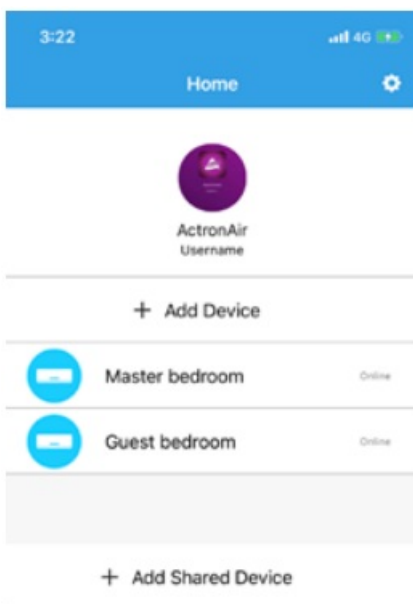 3:22 4G
Home
ActronAir
Username
+ Add Device
Master bedroom Online
Guest bedroom Online
+ Add Shared Device